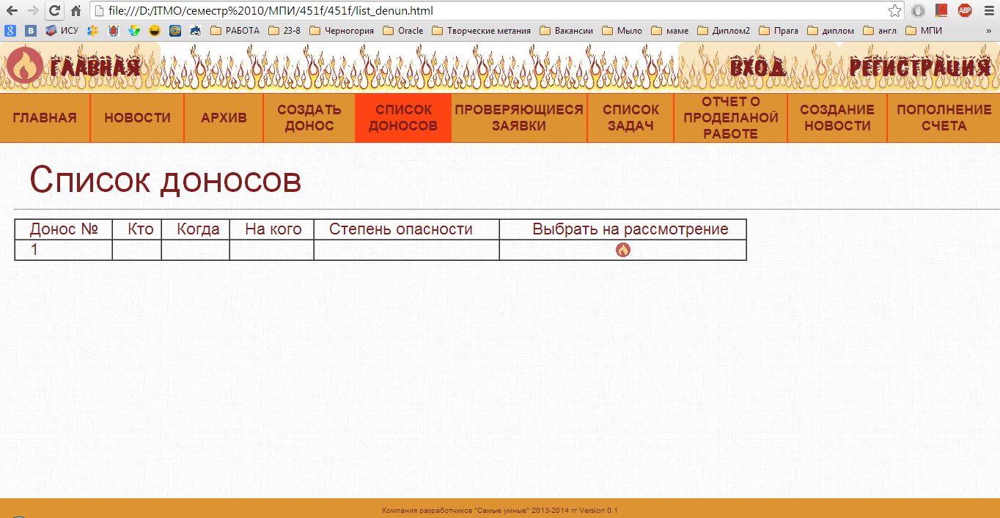 file:///D:/ITMO/семестр%2010/МПИ/451f/451f/list_denun.html
ИСУ РАБОТА 23-8 Черногория Oracle Творческие метания Вакансии Мыло маме Диплом2 Прага диплом англ МПИ »
ГЛАВНАЯ ВХОД РЕГИСТРАЦИЯ
ГЛАВНАЯ
НОВОСТИ
АРХИВ
СОЗДАТЬ
ДОНОС
СПИСОК
ДОНОСОВ
ПРОВЕРЯЮЩИЕСЯ
ЗАЯВКИ
СПИСОК
ЗАДАЧ
ОТЧЕТ О
ПРОДЕЛАНОЙ
РАБОТЕ
СОЗДАНИЕ
НОВОСТИ
ПОПОЛНЕНИЕ
СЧЕТА
Список доносов
Донос № Кто Когда На кого Степень опасности Выбрать на рассмотрение
1
Компания разработчиков "Самые умные" 2013-2014 гг Version 0.1